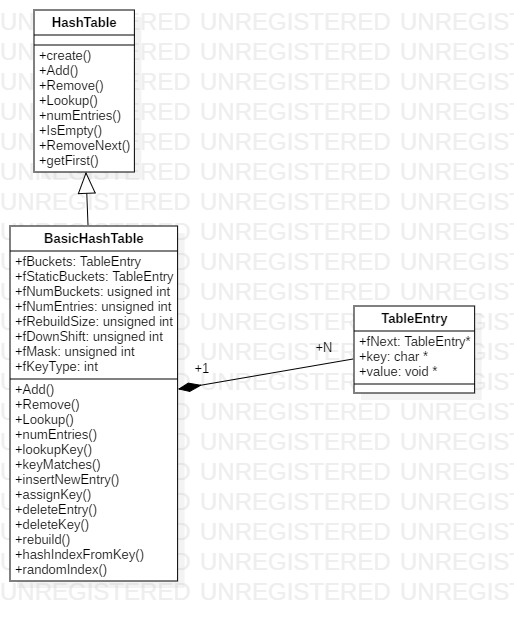 HashTable
+create()
+Add()
+Remove()
+Lookup()
+numEntries()
+IsEmpty()
+RemoveNext()
+getFirst()
BasicHashTable
+fBuckets: TableEntry
+fStaticBuckets: TableEntry
+fNumBuckets: usigned int
+fNumEntries: unsigned int
+fRebuildSize: unsigned int
+fDownShift: unsigned int
+fMask: unsigned int
+fKeyType: int
+Add()
+Remove()
+Lookup()
+numEntries()
+lookupKey()
+keyMatches()
+insertNewEntry()
+assignKey()
+deleteEntry()
+deleteKey()
+rebuild()
+hashIndexFromKey()
+randomIndex()
+1
+N
TableEntry
+fNext: TableEntry*
+key: char *
+value: void *
UNREGISTERED